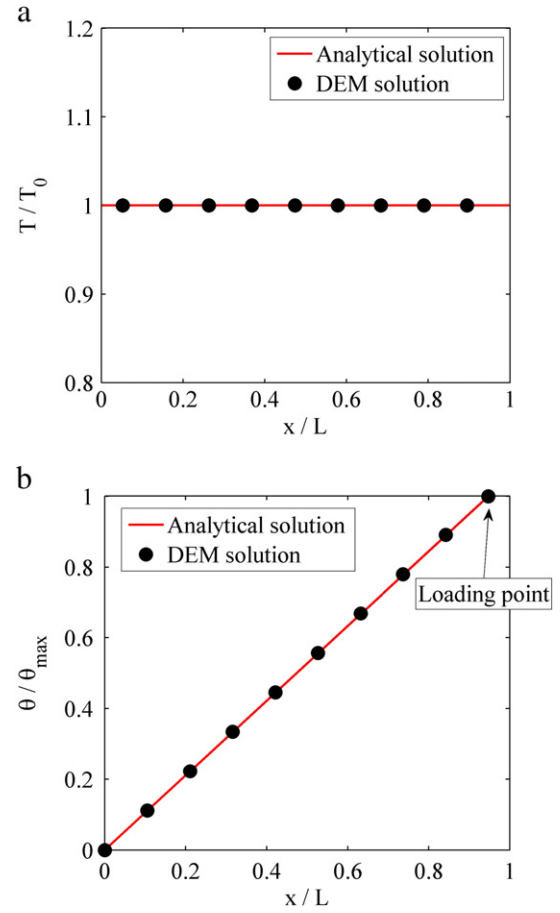 a
1.2
1.1
1
0.9
0.8
T / T0
Analytical solution
DEM solution
0
0.2
0.4
0.6
0.8
1
x / L
b
1
0.8
0.6
0.4
0.2
0
θ / θmax
Analytical solution
DEM solution
Loading point
0
0.2
0.4
0.6
0.8
1
x / L